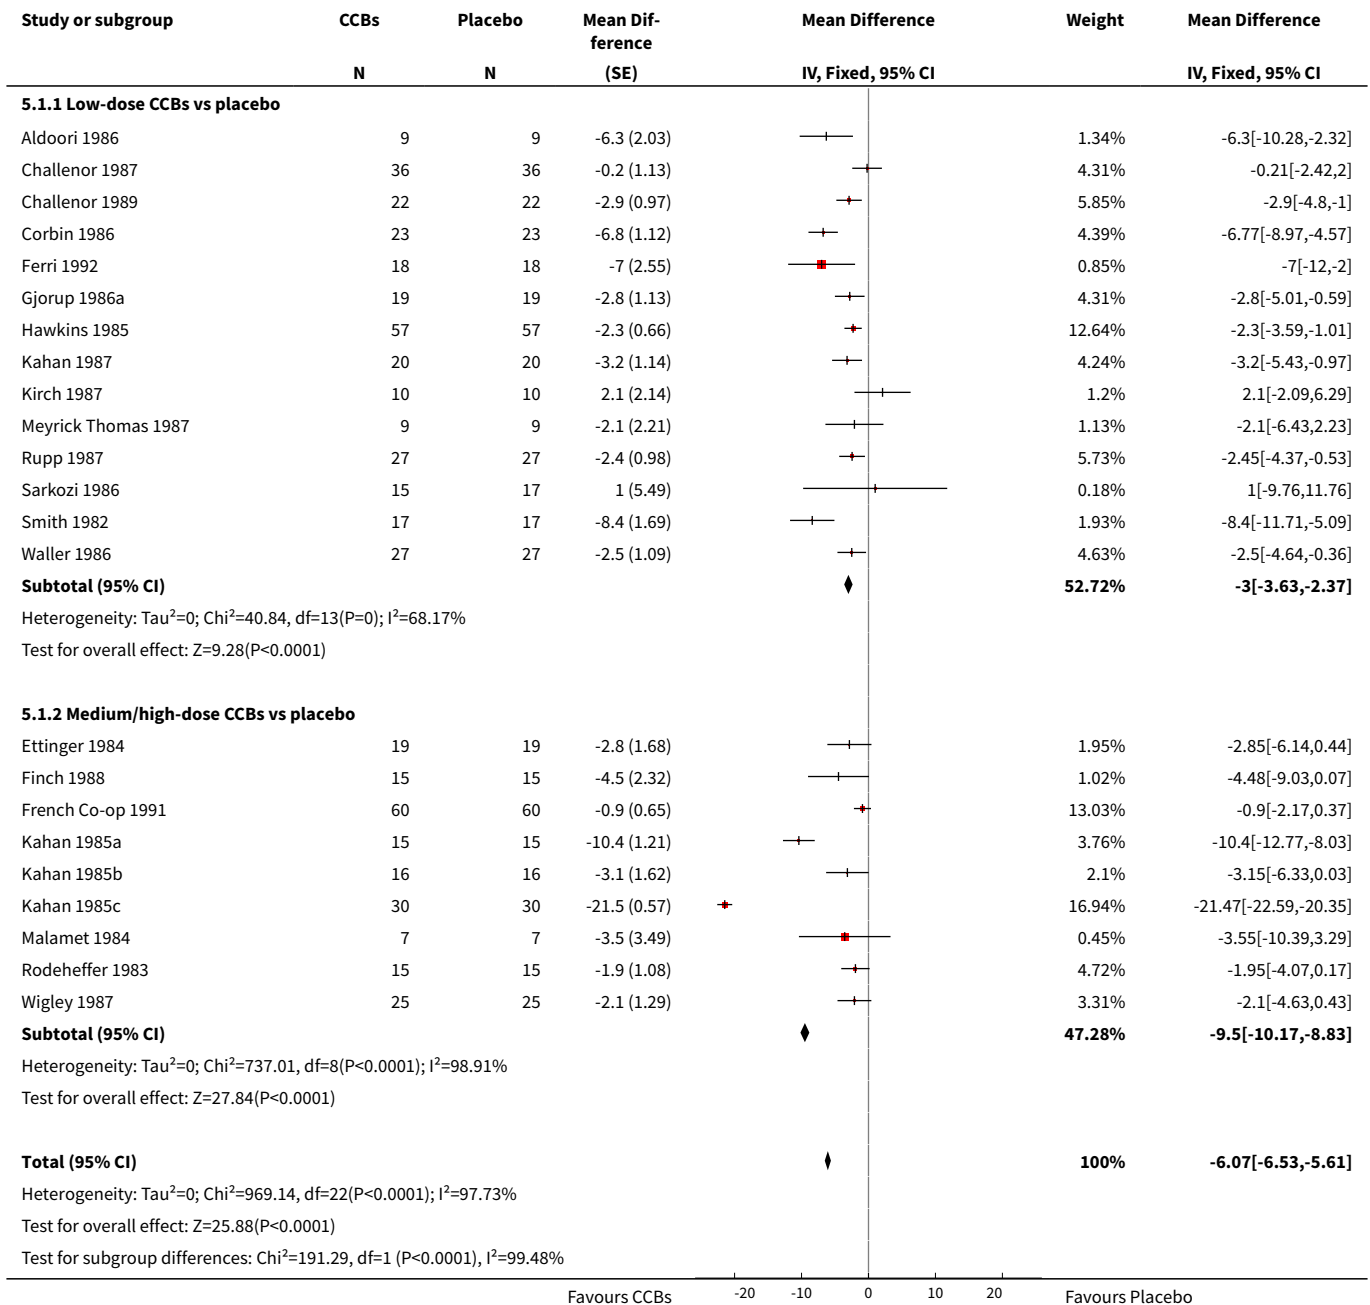 Study or subgroup CCBs Placebo Mean Dif- Mean Difference Weight Mean Difference
ference
N N (SE) IV, Fixed, 95% CI IV, Fixed, 95% CI
5.1.1 Low-dose CCBs vs placebo
Aldoori 1986 9 9 -6.3 (2.03) 1.34% -6.3[-10.28,-2.32]
Challenor 1987 36 36 -0.2 (1.13) 4.31% -0.21[-2.42,2]
Challenor 1989 22 22 -2.9 (0.97) 5.85% -2.9[-4.8,-1]
Corbin 1986 23 23 -6.8 (1.12) 4.39% -6.77[-8.97,-4.57]
Ferri 1992 18 18 -7 (2.55) 0.85% -7[-12,-2]
Gjorup 1986a 19 19 -2.8 (1.13) 4.31% -2.8[-5.01,-0.59]
Hawkins 1985 57 57 -2.3 (0.66) 12.64% -2.3[-3.59,-1.01]
Kahan 1987 20 20 -3.2 (1.14) 4.24% -3.2[-5.43,-0.97]
Kirch 1987 10 10 2.1 (2.14) 1.2% 2.1[-2.09,6.29]
Meyrick Thomas 1987 9 9 -2.1 (2.21) 1.13% -2.1[-6.43,2.23]
Rupp 1987 27 27 -2.4 (0.98) 5.73% -2.45[-4.37,-0.53]
Sarkozi 1986 15 17 1 (5.49) 0.18% 1[-9.76,11.76]
Smith 1982 17 17 -8.4 (1.69) 1.93% -8.4[-11.71,-5.09]
Waller 1986 27 27 -2.5 (1.09) 4.63% -2.5[-4.64,-0.36]
Subtotal (95% CI) 52.72% -3[-3.63,-2.37]
Heterogeneity: Tau²=0; Chi²=40.84, df=13(P=0); I²=68.17%
Test for overall effect: Z=9.28(P<0.0001)
5.1.2 Medium/high-dose CCBs vs placebo
Ettinger 1984 19 19 -2.8 (1.68) 1.95% -2.85[-6.14,0.44]
Finch 1988 15 15 -4.5 (2.32) 1.02% -4.48[-9.03,0.07]
French Co-op 1991 60 60 -0.9 (0.65) 13.03% -0.9[-2.17,0.37]
Kahan 1985a 15 15 -10.4 (1.21) 3.76% -10.4[-12.77,-8.03]
Kahan 1985b 16 16 -3.1 (1.62) 2.1% -3.15[-6.33,0.03]
Kahan 1985c 30 30 -21.5 (0.57) 16.94% -21.47[-22.59,-20.35]
Malamet 1984 7 7 -3.5 (3.49) 0.45% -3.55[-10.39,3.29]
Rodeheffer 1983 15 15 -1.9 (1.08) 4.72% -1.95[-4.07,0.17]
Wigley 1987 25 25 -2.1 (1.29) 3.31% -2.1[-4.63,0.43]
Subtotal (95% CI) 47.28% -9.5[-10.17,-8.83]
Heterogeneity: Tau²=0; Chi²=737.01, df=8(P<0.0001); I²=98.91%
Test for overall effect: Z=27.84(P<0.0001)
Total (95% CI) 100% -6.07[-6.53,-5.61]
Heterogeneity: Tau²=0; Chi²=969.14, df=22(P<0.0001); I²=97.73%
Test for overall effect: Z=25.88(P<0.0001)
Test for subgroup differences: Chi²=191.29, df=1 (P<0.0001), I²=99.48%
Favours CCBs -20 -10 0 10 20 Favours Placebo